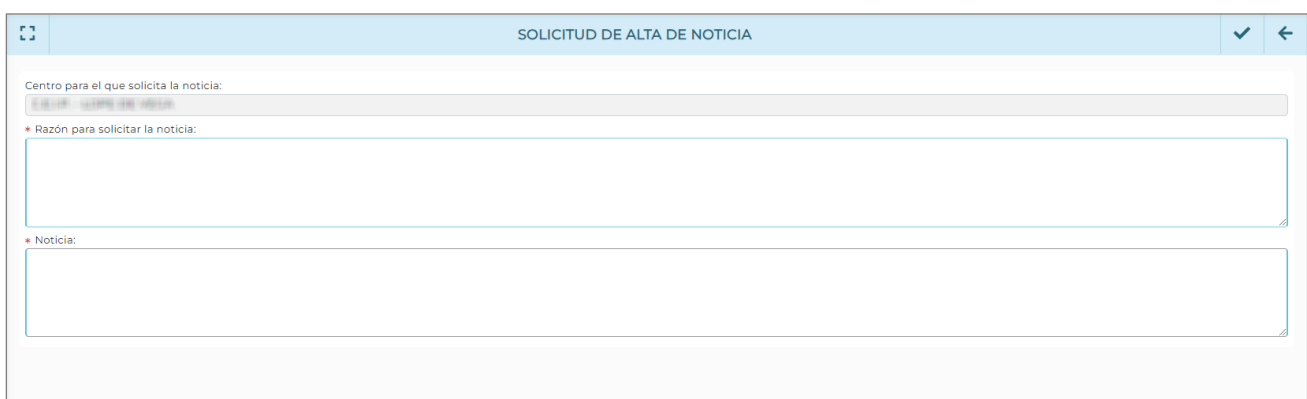 SOLICITUD DE ALTA DE NOTICIA
Centro para el que solicita la noticia:
* Razón para solicitar la noticia:
* Noticia: